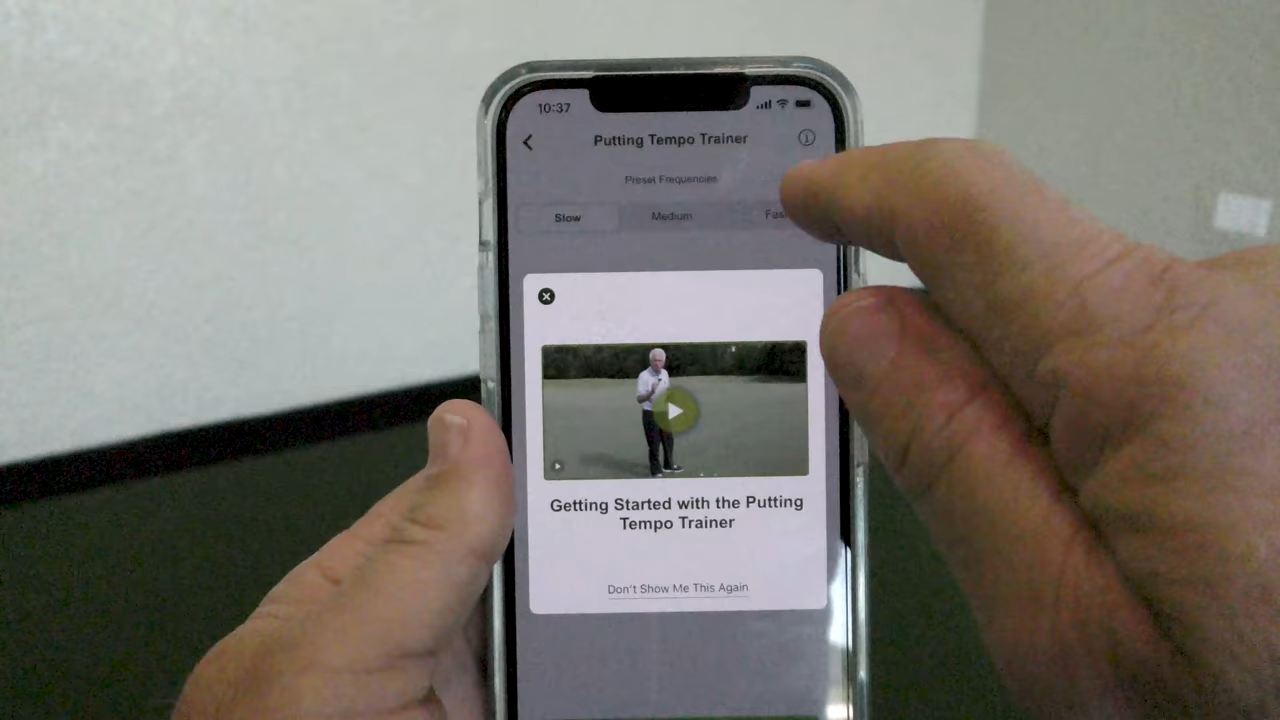 10:37
Putting Tempo Trainer
Preset Frequencies
Slow
Medium
Getting Started with the Putting
Tempo Trainer
Don't Show Me This Again